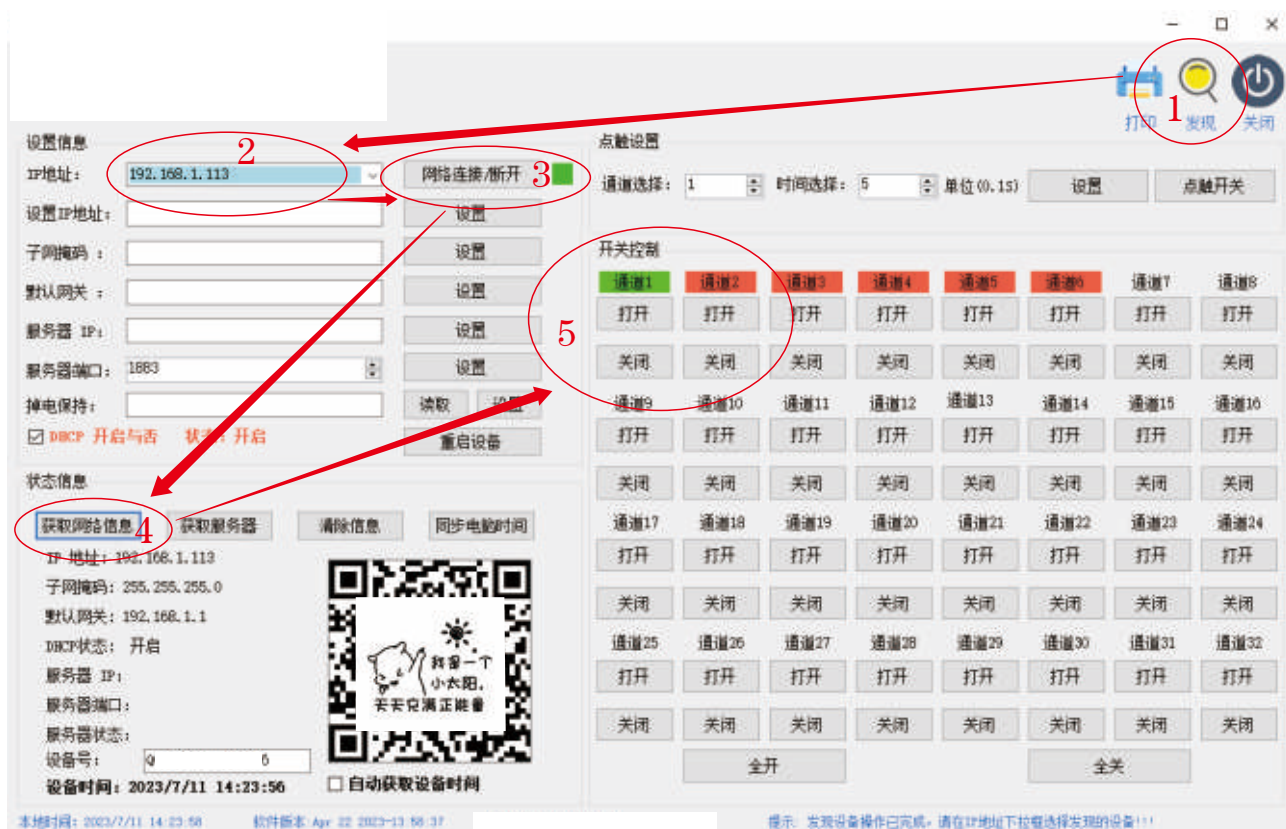 打印 1 发现 关闭
设置信息
2
IP地址： 192.168.1.113 网络连接/断开 3
设置IP地址： 设置
子网掩码 ： 设置
默认网关 ： 设置
服务器 IP： 设置
服务器端口： 1883 设置
掉电保持： 读取 设置
DHCP 开启与否 状态：开启 重启设备
点触设置
通道选择： 1 时间选择： 5 单位(0.1S) 设置 点触开关
开关控制
通道1 通道2 通道3 通道4 通道5 通道6 通道7 通道8
打开 打开 打开 打开 打开 打开 打开 打开
5
关闭 关闭 关闭 关闭 关闭 关闭 关闭 关闭
通道9 通道10 通道11 通道12 通道13 通道14 通道15 通道16
打开 打开 打开 打开 打开 打开 打开 打开
关闭 关闭 关闭 关闭 关闭 关闭 关闭 关闭
通道17 通道18 通道19 通道20 通道21 通道22 通道23 通道24
打开 打开 打开 打开 打开 打开 打开 打开
关闭 关闭 关闭 关闭 关闭 关闭 关闭 关闭
通道25 通道26 通道27 通道28 通道29 通道30 通道31 通道32
打开 打开 打开 打开 打开 打开 打开 打开
关闭 关闭 关闭 关闭 关闭 关闭 关闭 关闭
全开 全关
状态信息
获取网络信息 4 获取服务器 清除信息 同步电脑时间
IP 地址：192.168.1.113
子网掩码：255.255.255.0
默认网关：192.168.1.1
DHCP状态： 开启
服务器 IP：
服务器端口：
服务器状态：
设备号： Q 6
设备时间：2023/7/11 14:23:56
我是一个
小太阳，
天天充满正能量
自动获取设备时间
本地时间：2023/7/11 14:23:58 软件版本 Apr 22 2023-13:58:37 提示：发现设备操作已完成，请在IP地址下拉框选择发现的设备!!!